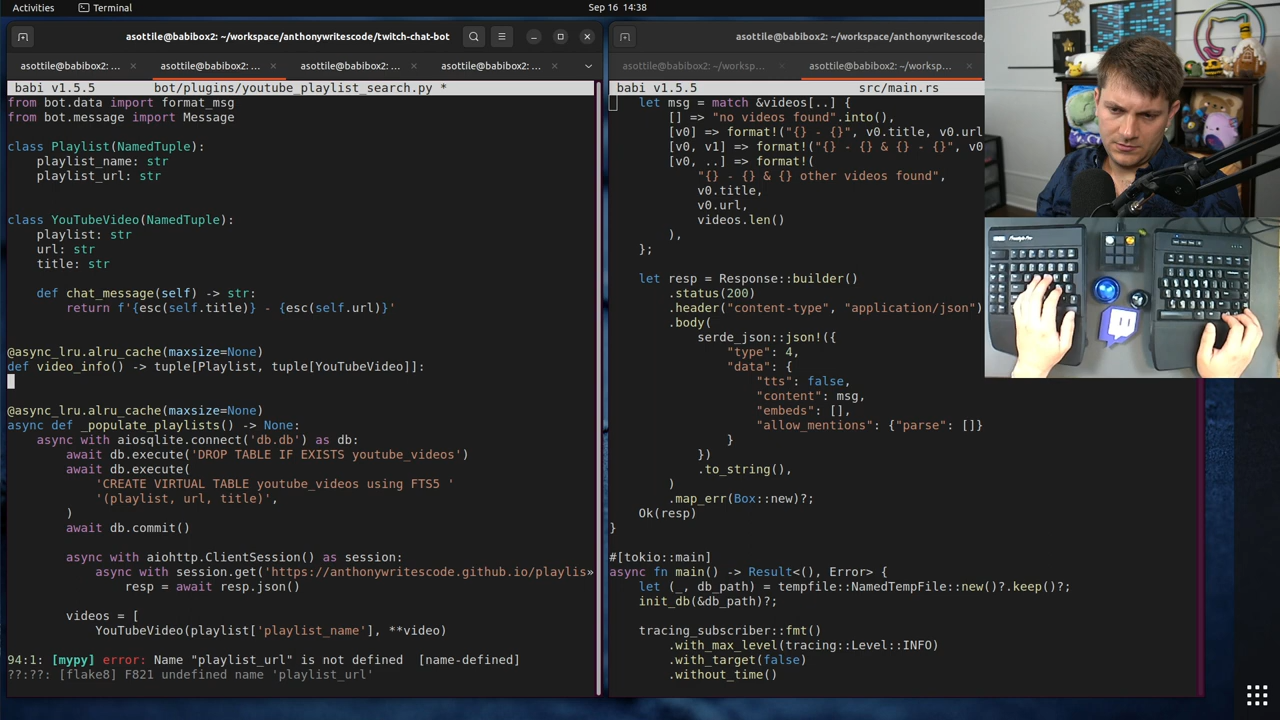 Activities
Terminal
Sep 16 14:38
asottile@babibox2: ~/workspace/anthonywritescode/twitch-chat-bot
asottile@babibox2: ~/workspace/anthonywritescode/
asottile@babibox2: ...
asottile@babibox2: ...
asottile@babibox2: ...
asottile@babibox2: ...
asottile@babibox2: ~/worksp...
asottile@babibox2: ~/worksp...
babi v1.5.5 bot/plugins/youtube_playlist_search.py *
from bot.data import format_msg
from bot.message import Message
class Playlist(NamedTuple):
playlist_name: str
playlist_url: str
class YouTubeVideo(NamedTuple):
playlist: str
url: str
title: str
def chat_message(self) -> str:
return f'{esc(self.title)} - {esc(self.url)}'
@async_lru.alru_cache(maxsize=None)
def video_info() -> tuple[Playlist, tuple[YouTubeVideo]]:
@async_lru.alru_cache(maxsize=None)
async def _populate_playlists() -> None:
async with aiosqlite.connect('db.db') as db:
await db.execute('DROP TABLE IF EXISTS youtube_videos')
await db.execute(
'CREATE VIRTUAL TABLE youtube_videos using FTS5 '
'(playlist, url, title)',
)
await db.commit()
async with aiohttp.ClientSession() as session:
async with session.get('https://anthonywritescode.github.io/playlis»
resp = await resp.json()
videos = [
YouTubeVideo(playlist['playlist_name'], **video)
94:1: [mypy] error: Name "playlist_url" is not defined  [name-defined]
??:??: [flake8] F821 undefined name 'playlist_url'
babi v1.5.5 src/main.rs
let msg = match &videos[..] {
[] => "no videos found".into(),
[v0] => format!("{} - {}", v0.title, v0.url
[v0, v1] => format!("{} - {} & {} - {}", v0
[v0, ..] => format!(
"{} - {} & {} other videos found",
v0.title,
v0.url,
videos.len()
),
};
let resp = Response::builder()
.status(200)
.header("content-type", "application/json")
.body(
serde_json::json!({
"type": 4,
"data": {
"tts": false,
"content": msg,
"embeds": [],
"allow_mentions": {"parse": []}
}
})
.to_string(),
)
.map_err(Box::new)?;
Ok(resp)
}
#[tokio::main]
async fn main() -> Result<(), Error> {
let (_, db_path) = tempfile::NamedTempFile::new()?.keep()?;
init_db(&db_path)?;
tracing_subscriber::fmt()
.with_max_level(tracing::Level::INFO)
.with_target(false)
.without_time()